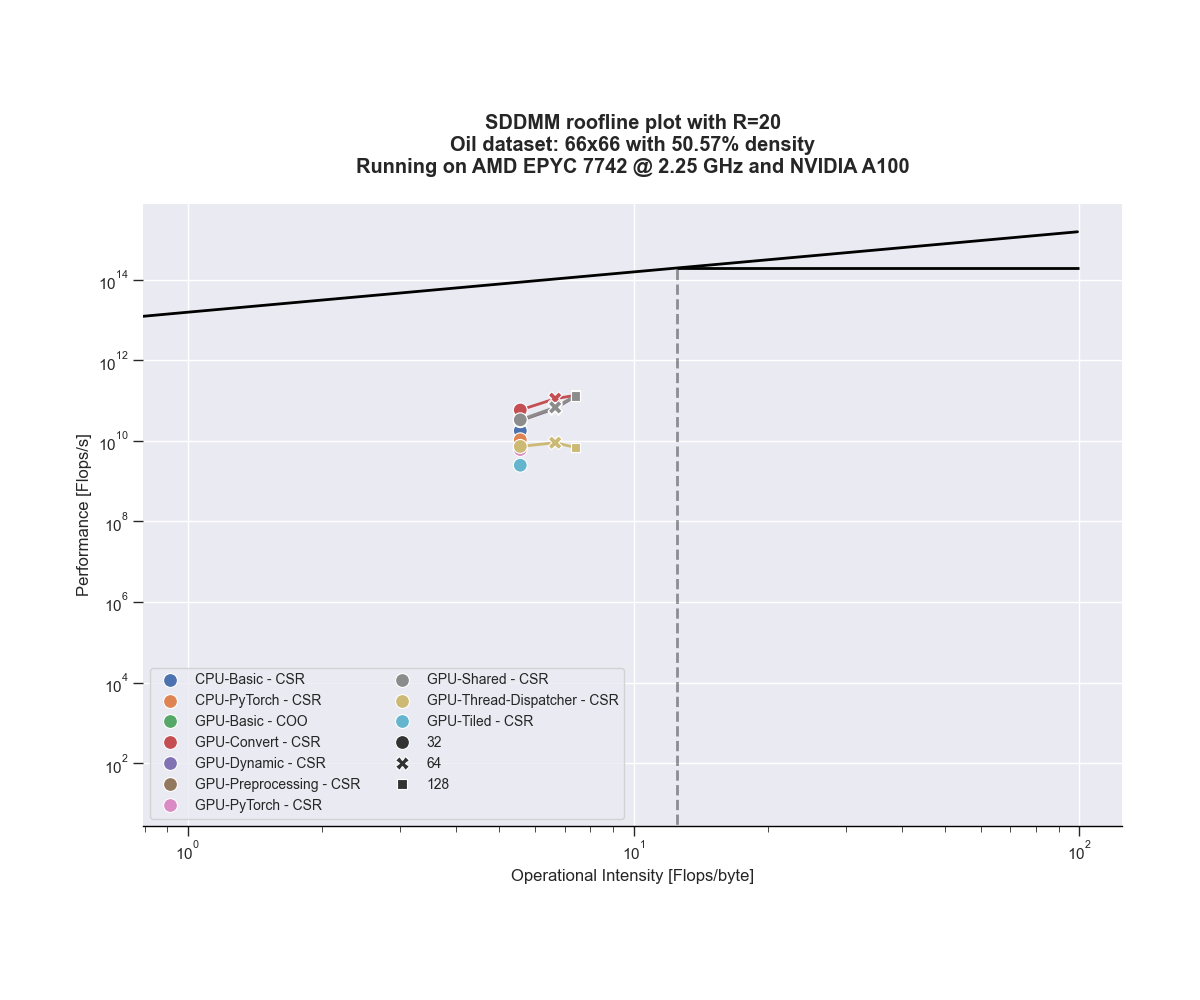 SDDMM roofline plot with R=20
Oil dataset: 66x66 with 50.57% density
Running on AMD EPYC 7742 @ 2.25 GHz and NVIDIA A100
Performance [Flops/s]
10^14
10^12
10^10
10^8
10^6
10^4
10^2
CPU-Basic - CSR
CPU-PyTorch - CSR
GPU-Basic - COO
GPU-Convert - CSR
GPU-Dynamic - CSR
GPU-Preprocessing - CSR
GPU-PyTorch - CSR
GPU-Shared - CSR
GPU-Thread-Dispatcher - CSR
GPU-Tiled - CSR
32
64
128
10^0
10^1
10^2
Operational Intensity [Flops/byte]